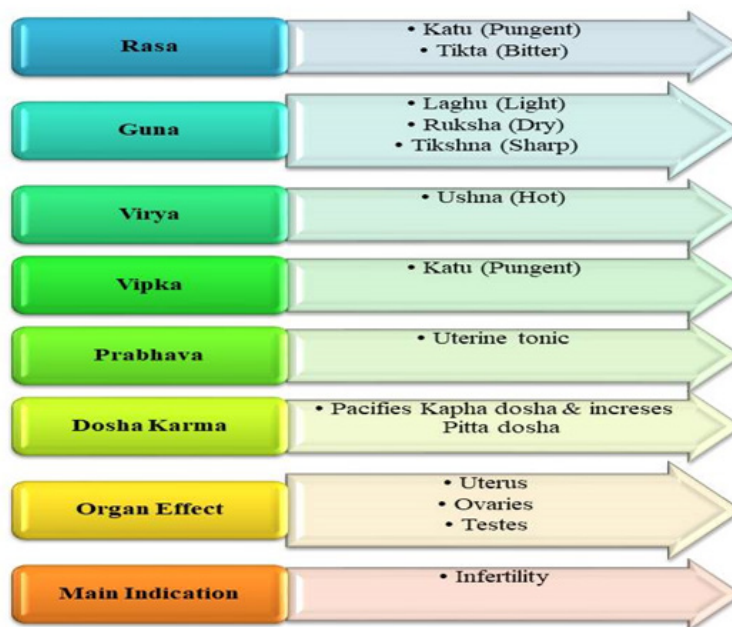 Rasa
• Katu (Pungent)
• Tikta (Bitter)
Guna
• Laghu (Light)
• Ruksha (Dry)
• Tikshna (Sharp)
Virya
• Ushna (Hot)
Vipka
• Katu (Pungent)
Prabhava
• Uterine tonic
Dosha Karma
• Pacifies Kapha dosha & increses
Pitta dosha
Organ Effect
• Uterus
• Ovaries
• Testes
Main Indication
• Infertility